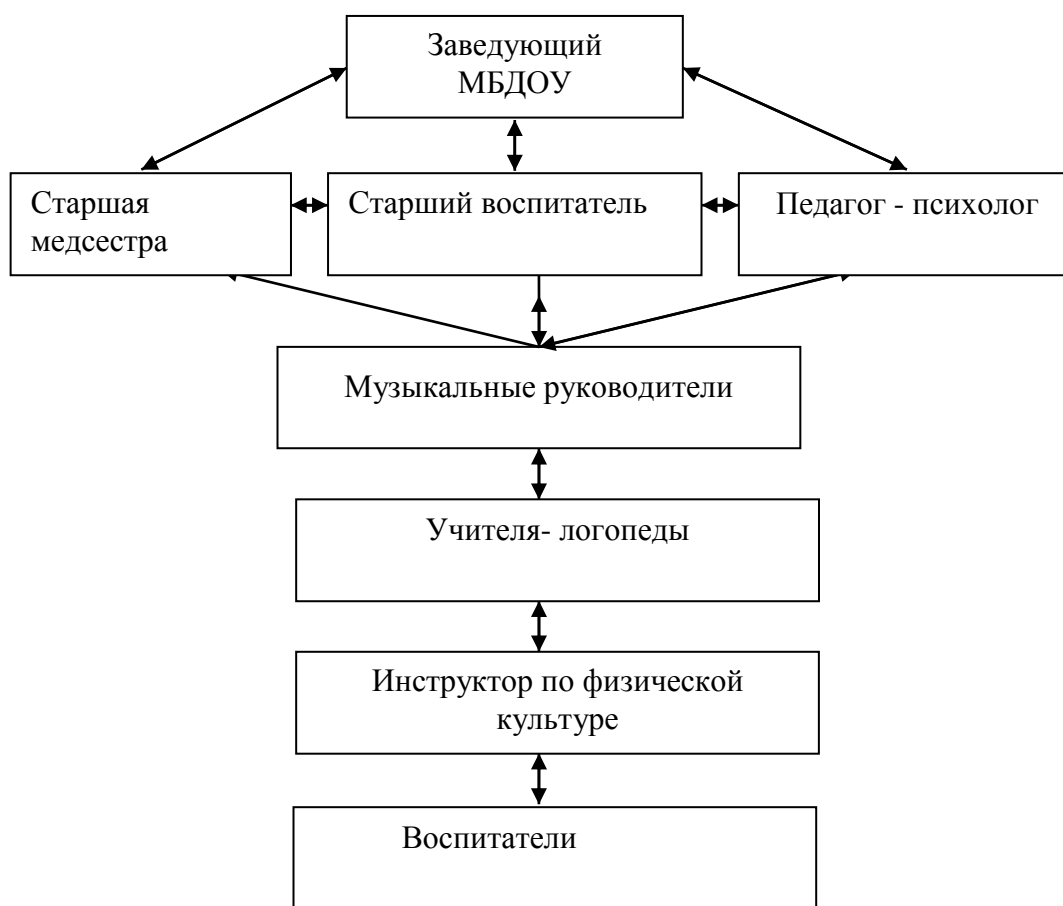 Заведующий
МБДОУ
Старшая
медсестра
Старший воспитатель
Педагог - психолог
Музыкальные руководители
Учителя- логопеды
Инструктор по физической
культуре
Воспитатели